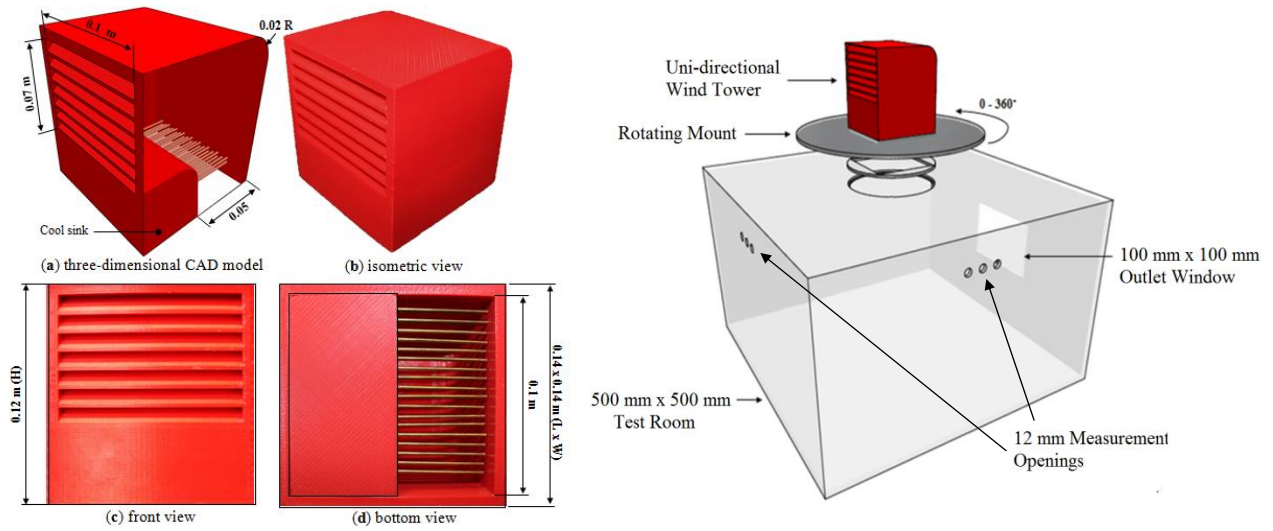 0.1 m
0.02 R
0.07 m
0.05
Cool sink
(a) three-dimensional CAD model
(b) isometric view
0.12 m (H)
0.1 m
0.14 x 0.14 m (L x W)
(c) front view
(d) bottom view
Uni-directional
Wind Tower
0 - 360°
Rotating Mount
100 mm x 100 mm
Outlet Window
500 mm x 500 mm
Test Room
12 mm Measurement
Openings